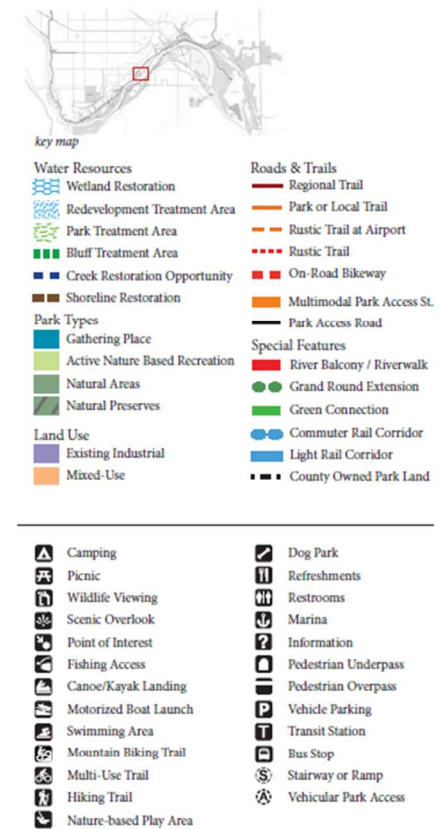 key map
Water Resources
Wetland Restoration
Redevelopment Treatment Area
Park Treatment Area
Bluff Treatment Area
Creek Restoration Opportunity
Shoreline Restoration
Park Types
Gathering Place
Active Nature Based Recreation
Natural Areas
Natural Preserves
Land Use
Existing Industrial
Mixed-Use
Roads & Trails
Regional Trail
Park or Local Trail
Rustic Trail at Airport
Rustic Trail
On-Road Bikeway
Multimodal Park Access St.
Park Access Road
Special Features
River Balcony / Riverwalk
Grand Round Extension
Green Connection
Commuter Rail Corridor
Light Rail Corridor
County Owned Park Land
Camping
Picnic
Wildlife Viewing
Scenic Overlook
Point of Interest
Fishing Access
Canoe/Kayak Landing
Motorized Boat Launch
Swimming Area
Mountain Biking Trail
Multi-Use Trail
Hiking Trail
Nature-based Play Area
Dog Park
Refreshments
Restrooms
Marina
? Information
Pedestrian Underpass
Pedestrian Overpass
P Vehicle Parking
T Transit Station
Bus Stop
S Stairway or Ramp
A Vehicular Park Access